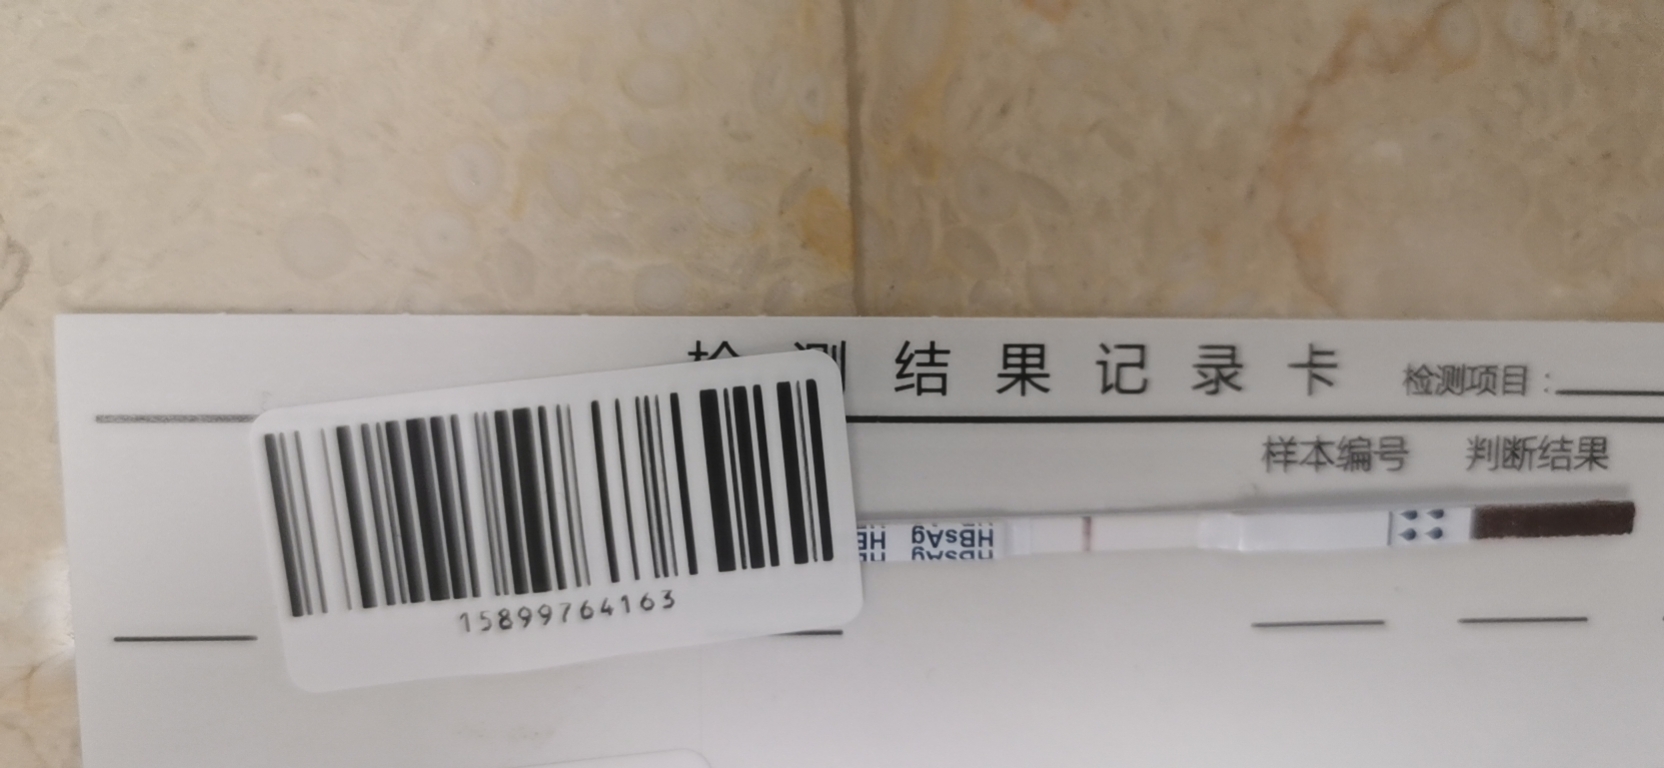 检测结果记录卡 检测项目:
样本编号 判断结果
HBsAg HBsAg
15899764163